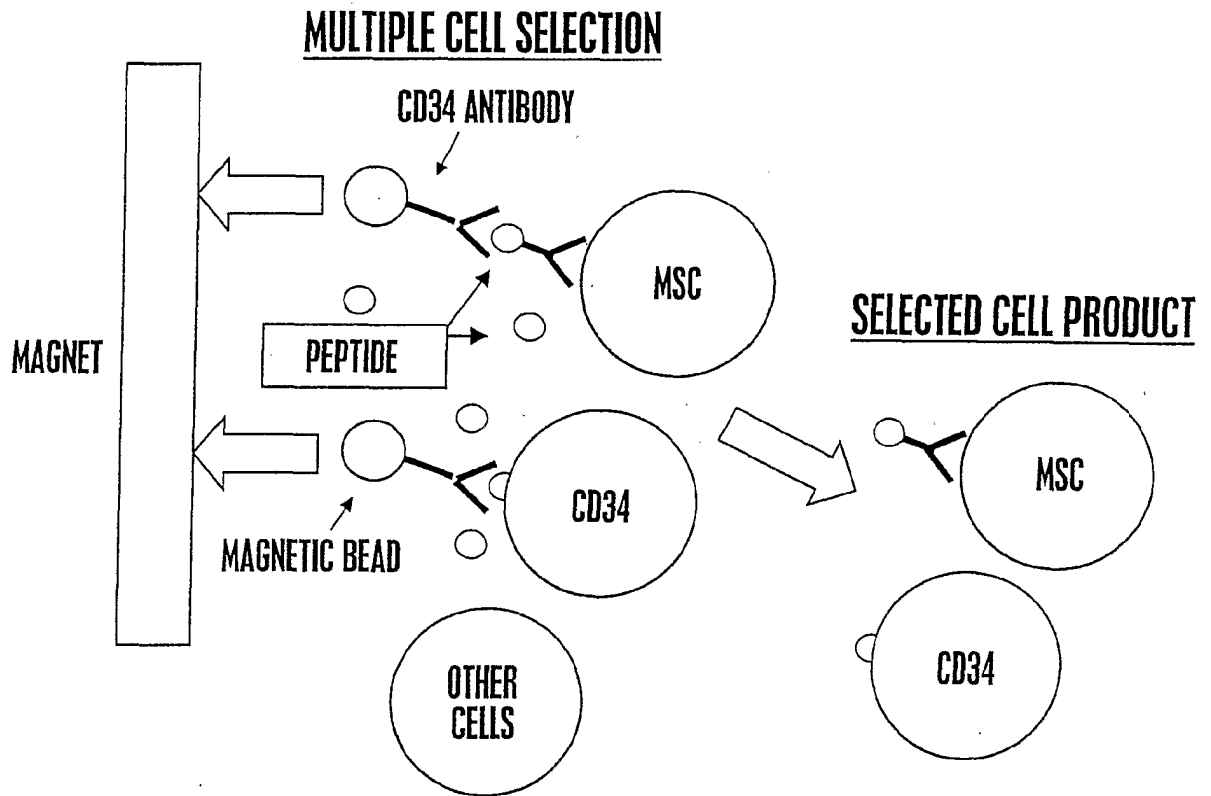 MULTIPLE CELL SELECTION
CD34 ANTIBODY
MSC
SELECTED CELL PRODUCT
MAGNET
PEPTIDE
MSC
CD34
MAGNETIC BEAD
CD34
OTHER
CELLS